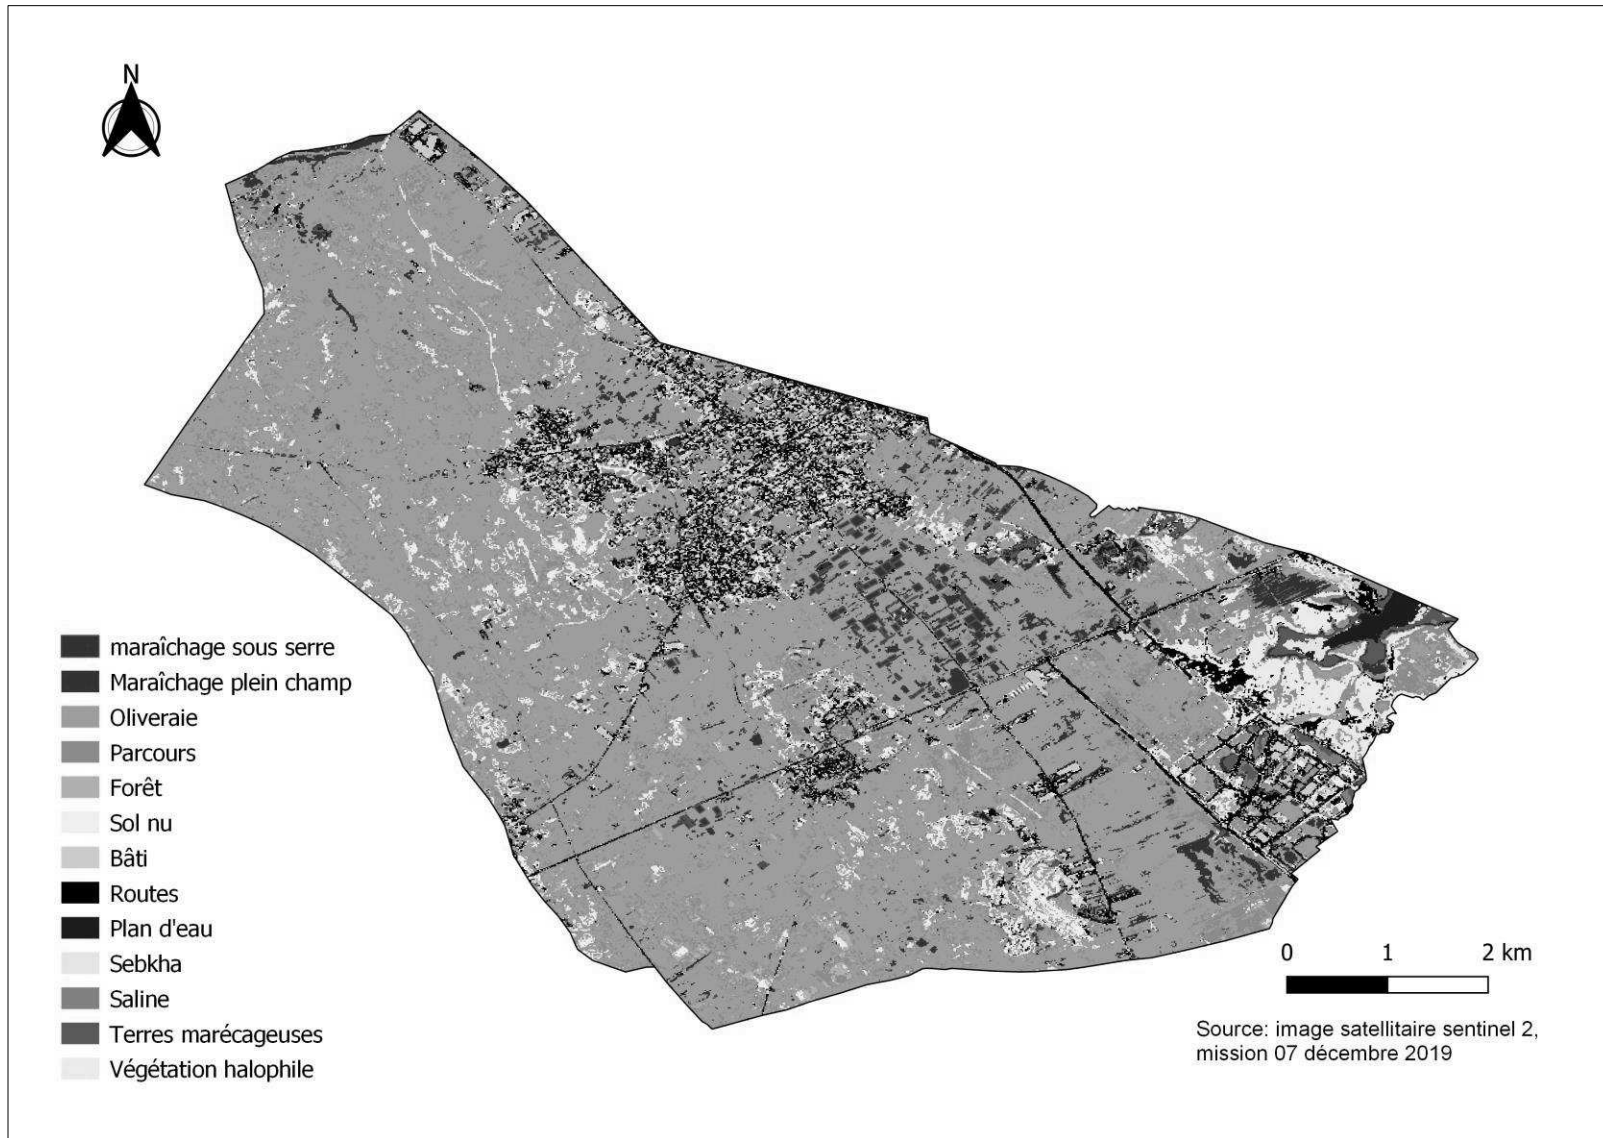 N
maraîchage sous serre
Maraîchage plein champ
Oliveraie
Parcours
Forêt
Sol nu
Bâti
Routes
Plan d'eau
Sebkha
Saline
Terres marécageuses
Végétation halophile
0 1 2 km
Source: image satellitaire sentinel 2,
mission 07 décembre 2019